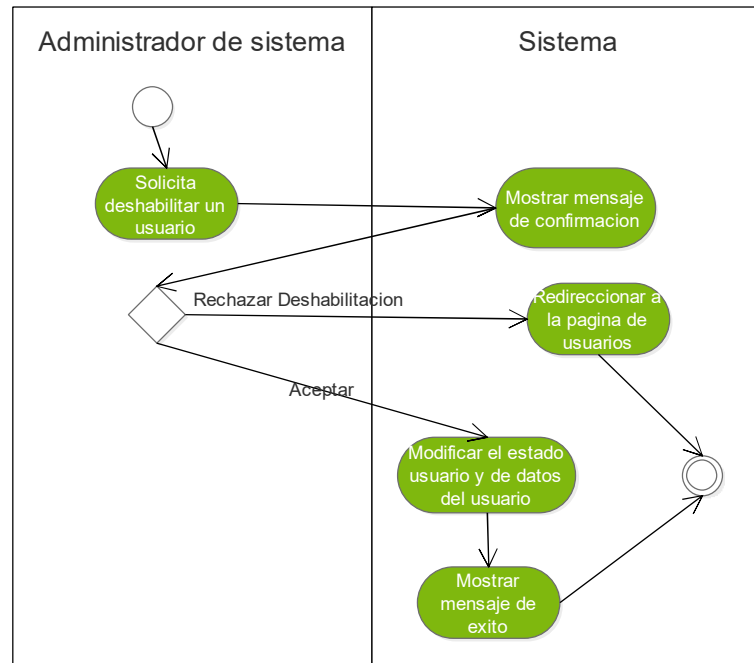 Administrador de sistema
Sistema
Solicita
deshabilitar un
usuario
Mostrar mensaje
de confirmacion
Rechazar Deshabilitacion
Redireccionar a
la pagina de
usuarios
Aceptar
Modificar el estado
usuario y de datos
del usuario
Mostrar
mensaje de
exito